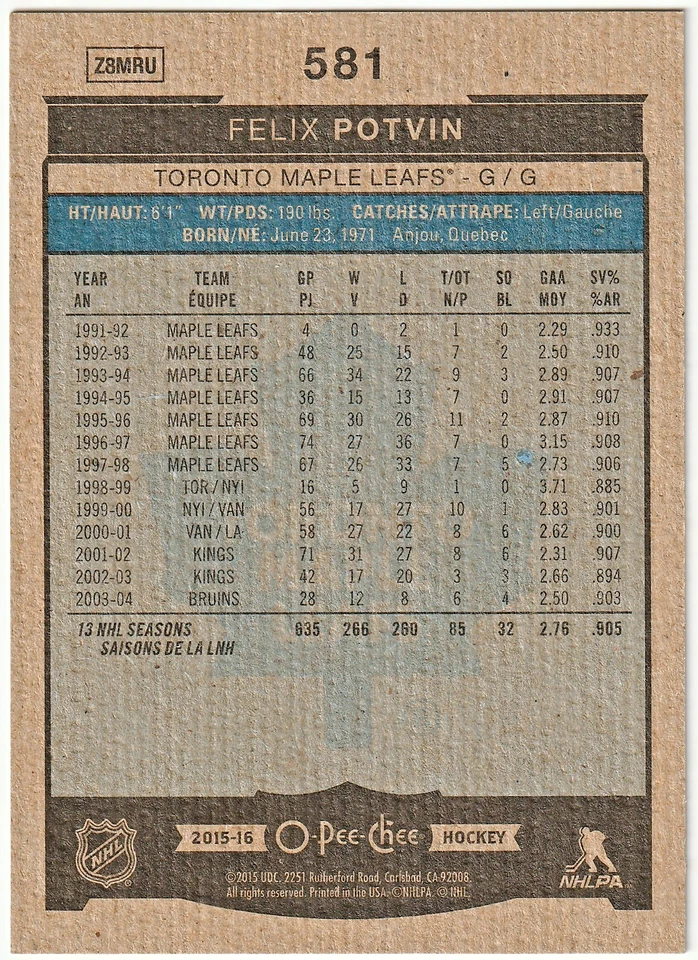 Z8MRU
581
FELIX POTVIN
TORONTO MAPLE LEAFS® - G / G
HT/HAUT: 6'1" WT/PDS: 190 lbs. CATCHES/ATTRAPE: Left/Gauche
BORN/NÉ: June 23, 1971 Anjou, Quebec
YEAR TEAM GP W L T/OT SO GAA SV%
AN ÉQUIPE PJ V D N/P BL MOY %AR
1991-92 MAPLE LEAFS 4 0 2 1 0 2.29 .933
1992-93 MAPLE LEAFS 48 25 15 7 2 2.50 .910
1993-94 MAPLE LEAFS 66 34 22 9 3 2.89 .907
1994-95 MAPLE LEAFS 36 15 13 7 0 2.91 .907
1995-96 MAPLE LEAFS 69 30 26 11 2 2.87 .910
1996-97 MAPLE LEAFS 74 27 36 7 0 3.15 .908
1997-98 MAPLE LEAFS 67 26 33 7 5 2.73 .906
1998-99 TOR / NYI 16 5 9 1 0 3.71 .885
1999-00 NYI / VAN 56 17 27 10 1 2.83 .901
2000-01 VAN / LA 58 27 22 8 6 2.62 .900
2001-02 KINGS 71 31 27 8 6 2.31 .907
2002-03 KINGS 42 17 20 3 3 2.66 .894
2003-04 BRUINS 28 12 8 6 4 2.50 .903
13 NHL SEASONS 635 266 260 85 32 2.76 .905
SAISONS DE LA LNH
NHL
2015-16 O-Pee-Chee HOCKEY
NHLPA
©2015 UDC. 2251 Rutherford Road, Carlsbad, CA 92008.
All rights reserved. Printed in the USA. ©NHLPA. © NHL.